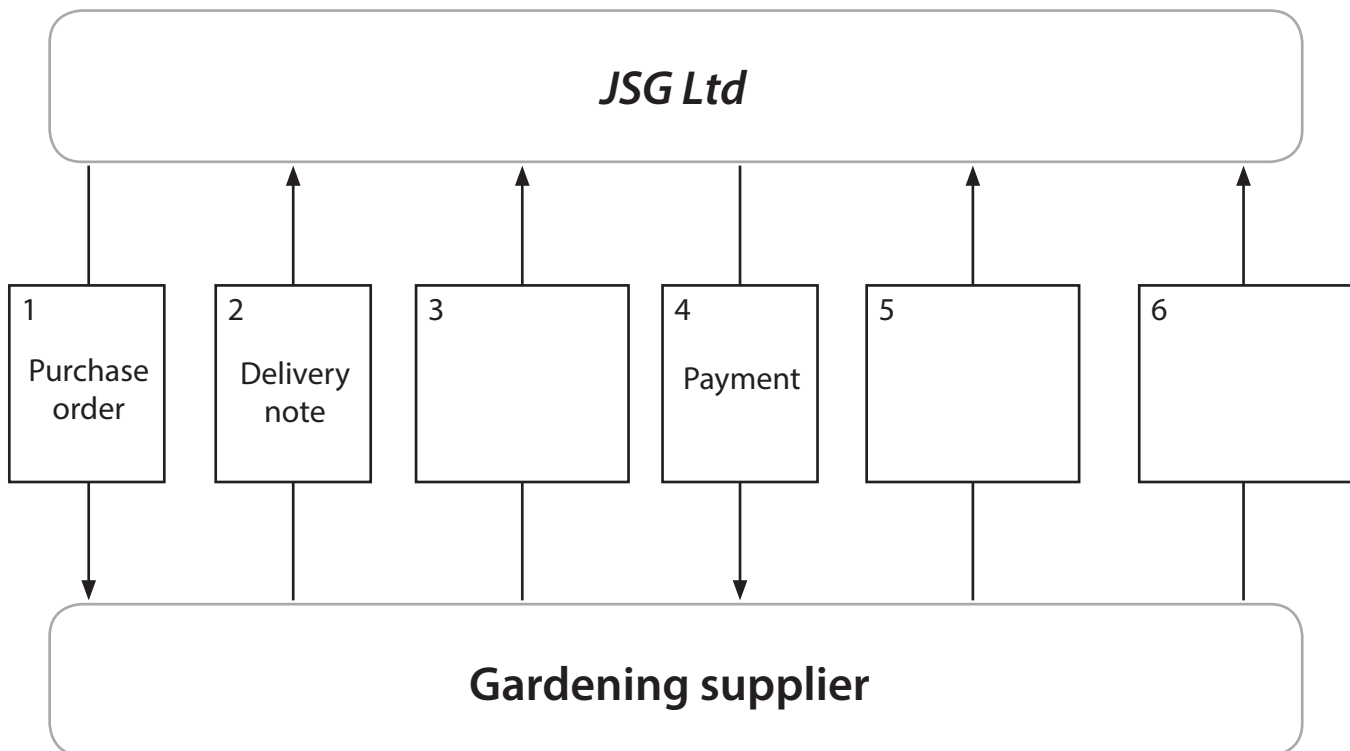 JSG Ltd
1
Purchase
order
2
Delivery
note
3
4
Payment
5
6
Gardening supplier